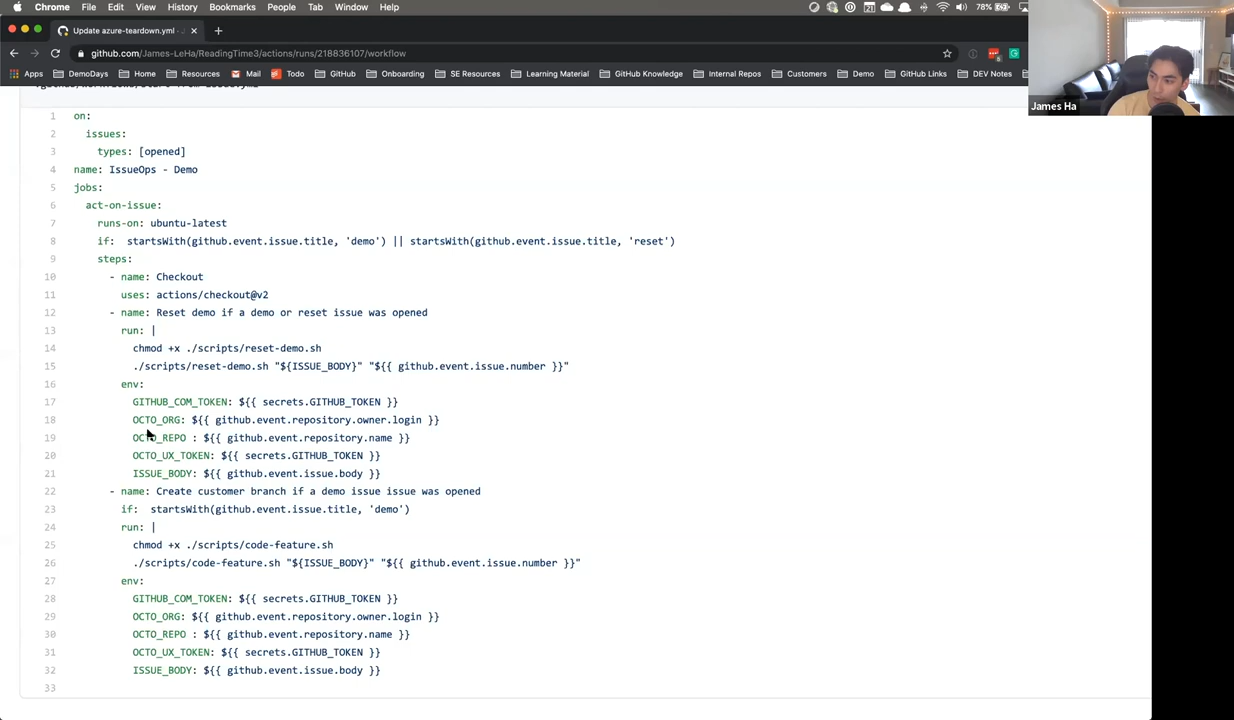 Chrome File Edit View History Bookmarks People Tab Window Help 78%
Update azure-teardown.yml ·
github.com/James-LeHa/ReadingTime3/actions/runs/218836107/workflow
Apps DemoDays Home Resources Mail Todo GitHub Onboarding SE Resources Learning Material GitHub Knowledge Internal Repos Customers Demo GitHub Links DEV Notes
James Ha
.github/workflows/start-from-issue.yml
1 on:
2 issues:
3 types: [opened]
4 name: IssueOps - Demo
5 jobs:
6 act-on-issue:
7 runs-on: ubuntu-latest
8 if: startsWith(github.event.issue.title, 'demo') || startsWith(github.event.issue.title, 'reset')
9 steps:
10 - name: Checkout
11 uses: actions/checkout@v2
12 - name: Reset demo if a demo or reset issue was opened
13 run: |
14 chmod +x ./scripts/reset-demo.sh
15 ./scripts/reset-demo.sh "${ISSUE_BODY}" "${{ github.event.issue.number }}"
16 env:
17 GITHUB_COM_TOKEN: ${{ secrets.GITHUB_TOKEN }}
18 OCTO_ORG: ${{ github.event.repository.owner.login }}
19 OCTO_REPO : ${{ github.event.repository.name }}
20 OCTO_UX_TOKEN: ${{ secrets.GITHUB_TOKEN }}
21 ISSUE_BODY: ${{ github.event.issue.body }}
22 - name: Create customer branch if a demo issue issue was opened
23 if: startsWith(github.event.issue.title, 'demo')
24 run: |
25 chmod +x ./scripts/code-feature.sh
26 ./scripts/code-feature.sh "${ISSUE_BODY}" "${{ github.event.issue.number }}"
27 env:
28 GITHUB_COM_TOKEN: ${{ secrets.GITHUB_TOKEN }}
29 OCTO_ORG: ${{ github.event.repository.owner.login }}
30 OCTO_REPO : ${{ github.event.repository.name }}
31 OCTO_UX_TOKEN: ${{ secrets.GITHUB_TOKEN }}
32 ISSUE_BODY: ${{ github.event.issue.body }}
33